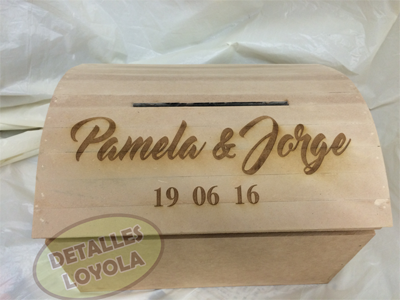 Pamela & Jorge
19 06 16
DETALLES
LOYOLA